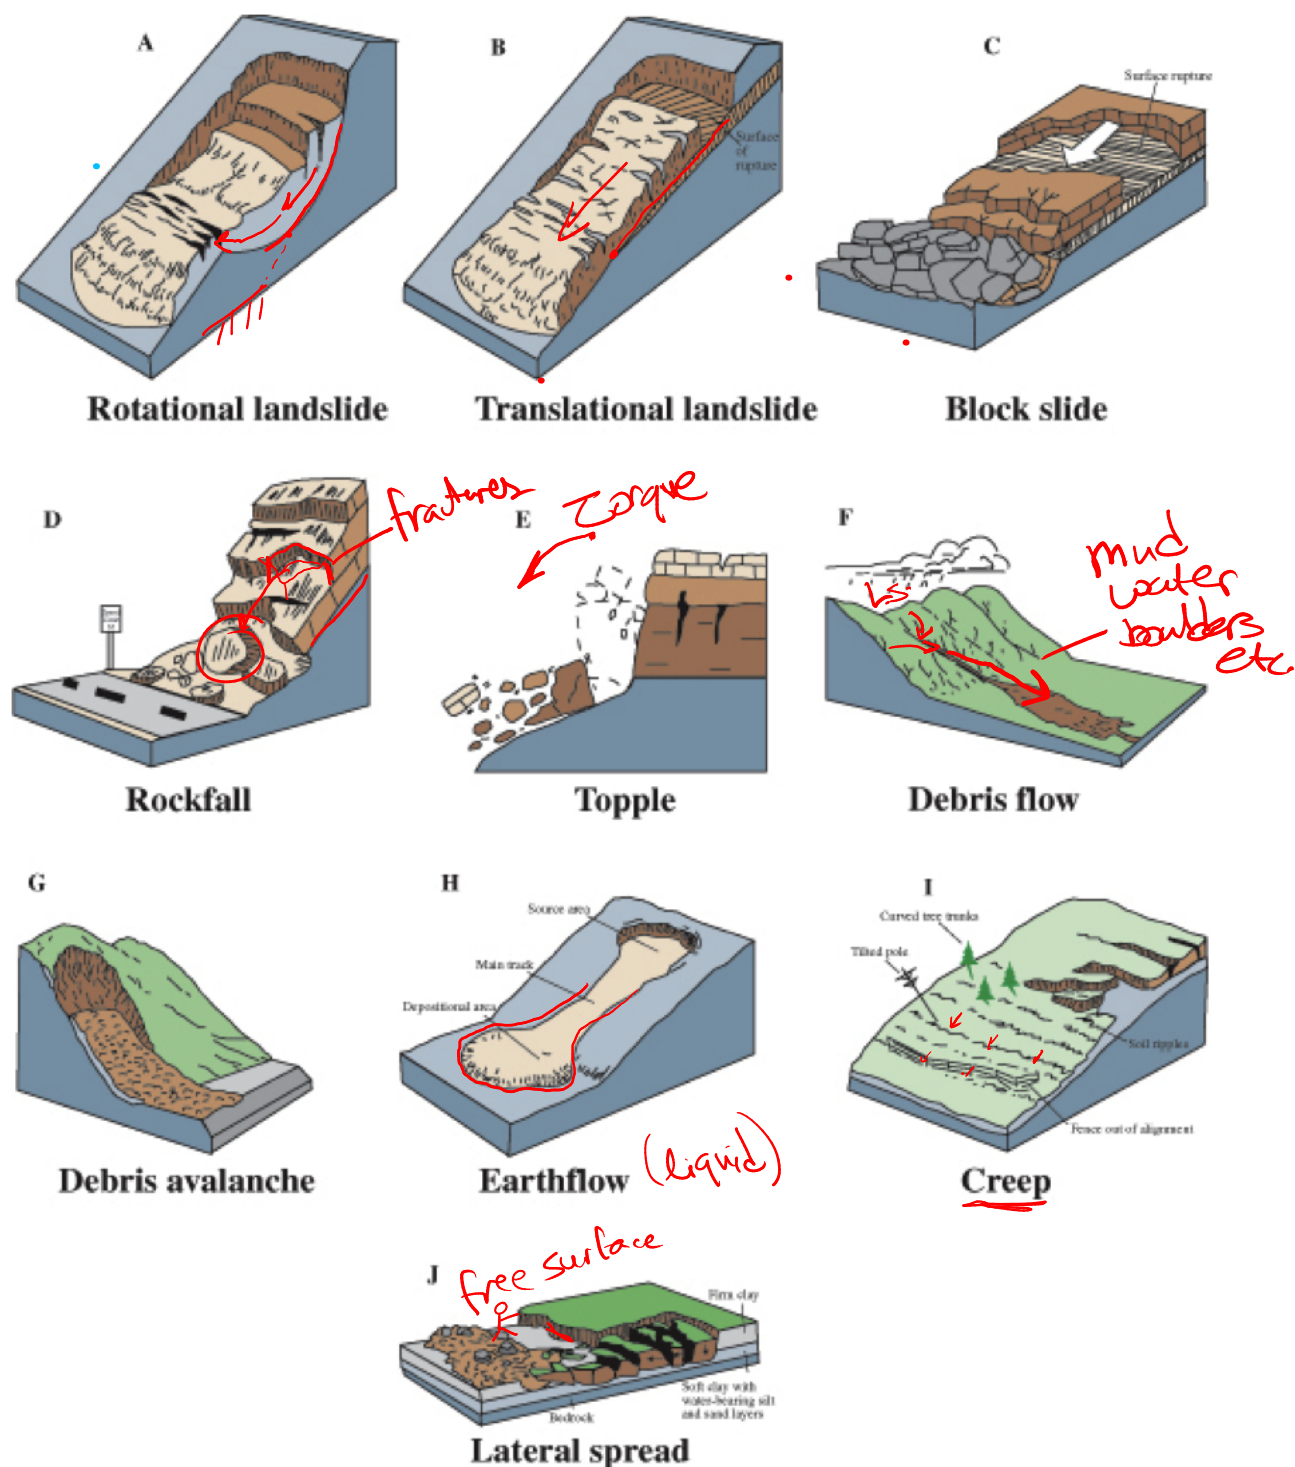 A
B
C
Surface rupture
Surface
of
rupture
Toe
Rotational landslide
Translational landslide
Block slide
D
fractures
E
torque
F
Ls.
mud
water
boulders
etc
Rockfall
Topple
Debris flow
G
H
Source area
Main track
Depositional area
I
Curved tree trunks
Tilted pole
Soil ripples
Fence out of alignment
Debris avalanche
Earthflow
(liquid)
Creep
J
free surface
Firm clay
Soft clay with
water-bearing silt
and sand layers
Bedrock
Lateral spread